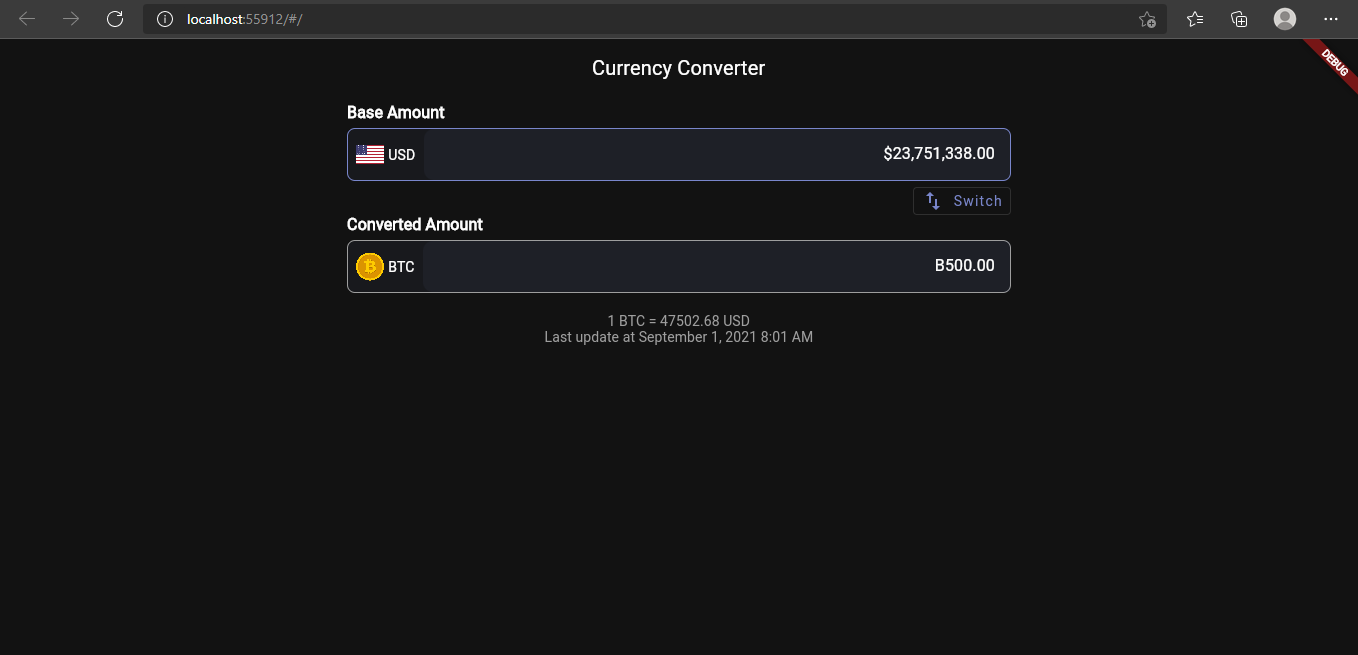 localhost:55912/#/
DEBUG
Currency Converter
Base Amount
USD $23,751,338.00
Switch
Converted Amount
BTC B500.00
1 BTC = 47502.68 USD
Last update at September 1, 2021 8:01 AM